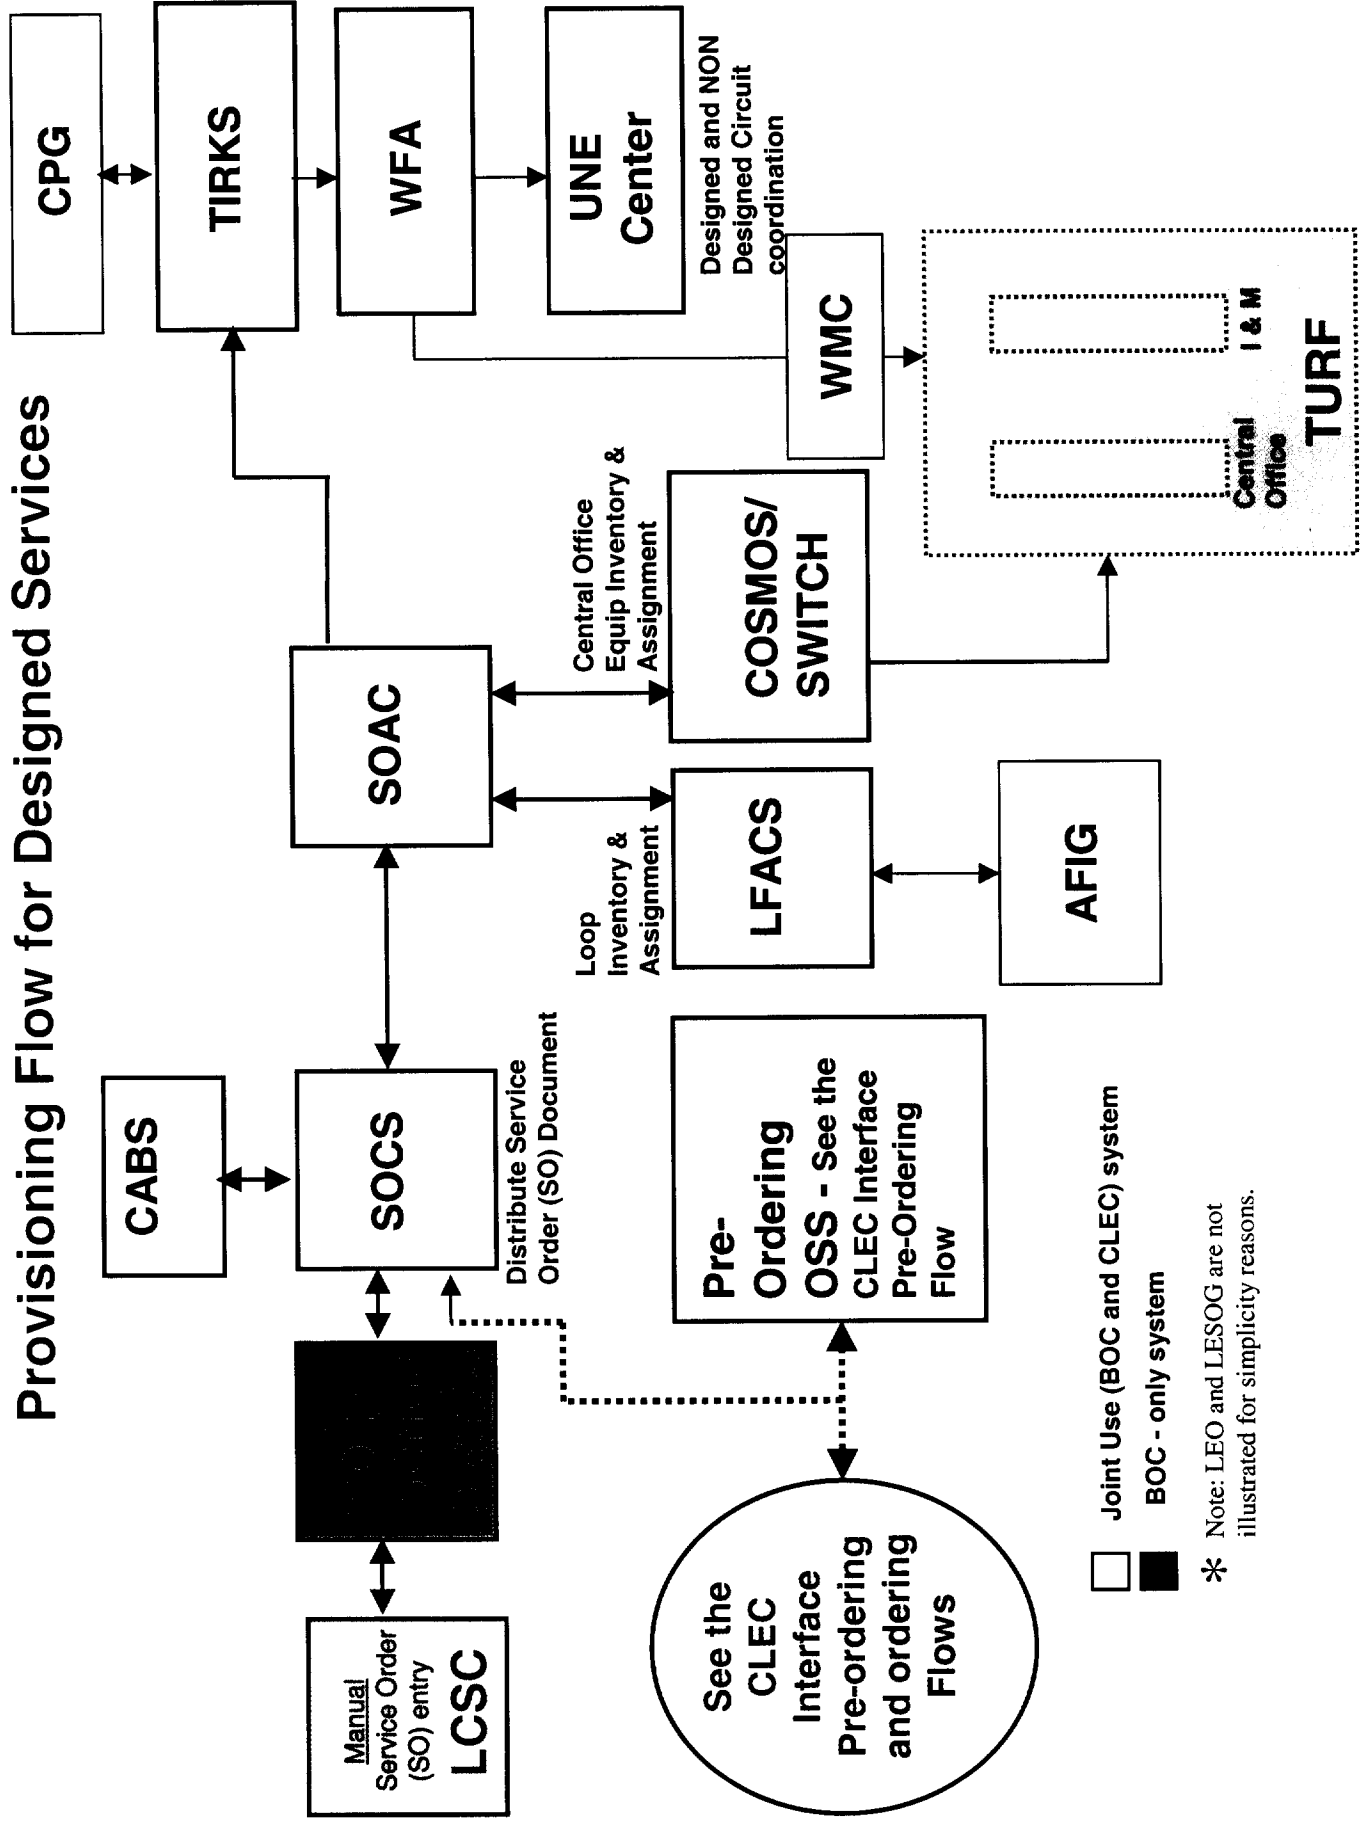 Provisioning Flow for Designed Services
CABS
CPG
Manual
Service Order
(SO) entry
LCSC
SOCS
Distribute Service
Order (SO) Document
SOAC
TIRKS
WFA
UNE
Center
Designed and NON
Designed Circuit
coordination
Loop
Inventory &
Assignment
Central Office
Equip Inventory &
Assignment
See the
CLEC
Interface
Pre-ordering
and ordering
Flows
Pre-
Ordering
OSS - See the
CLEC Interface
Pre-Ordering
Flow
LFACS
COSMOS/
SWITCH
WMC
AFIG
Central
Office
I & M
TURF
Joint Use (BOC and CLEC) system
BOC - only system
* Note: LEO and LESOG are not
illustrated for simplicity reasons.